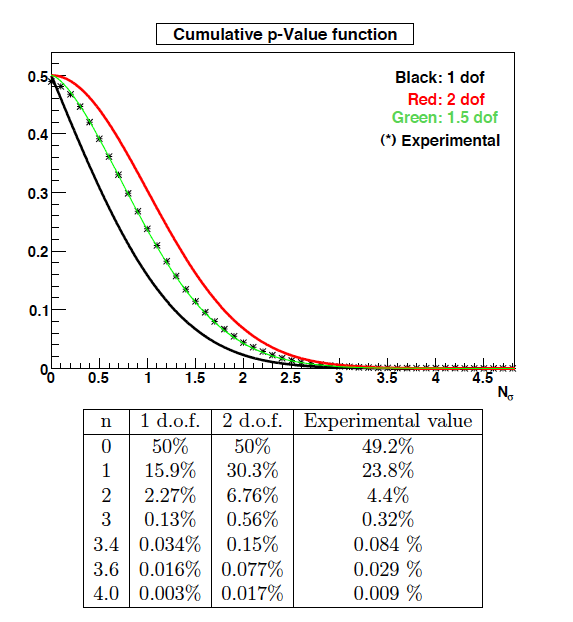 Cumulative p-Value function
Black: 1 dof
Red: 2 dof
Green: 1.5 dof
(*) Experimental
0.5
0.4
0.3
0.2
0.1
0
0 0.5 1 1.5 2 2.5 3 3.5 4 4.5
Nσ
n 1 d.o.f. 2 d.o.f. Experimental value
0 50% 50% 49.2%
1 15.9% 30.3% 23.8%
2 2.27% 6.76% 4.4%
3 0.13% 0.56% 0.32%
3.4 0.034% 0.15% 0.084 %
3.6 0.016% 0.077% 0.029 %
4.0 0.003% 0.017% 0.009 %